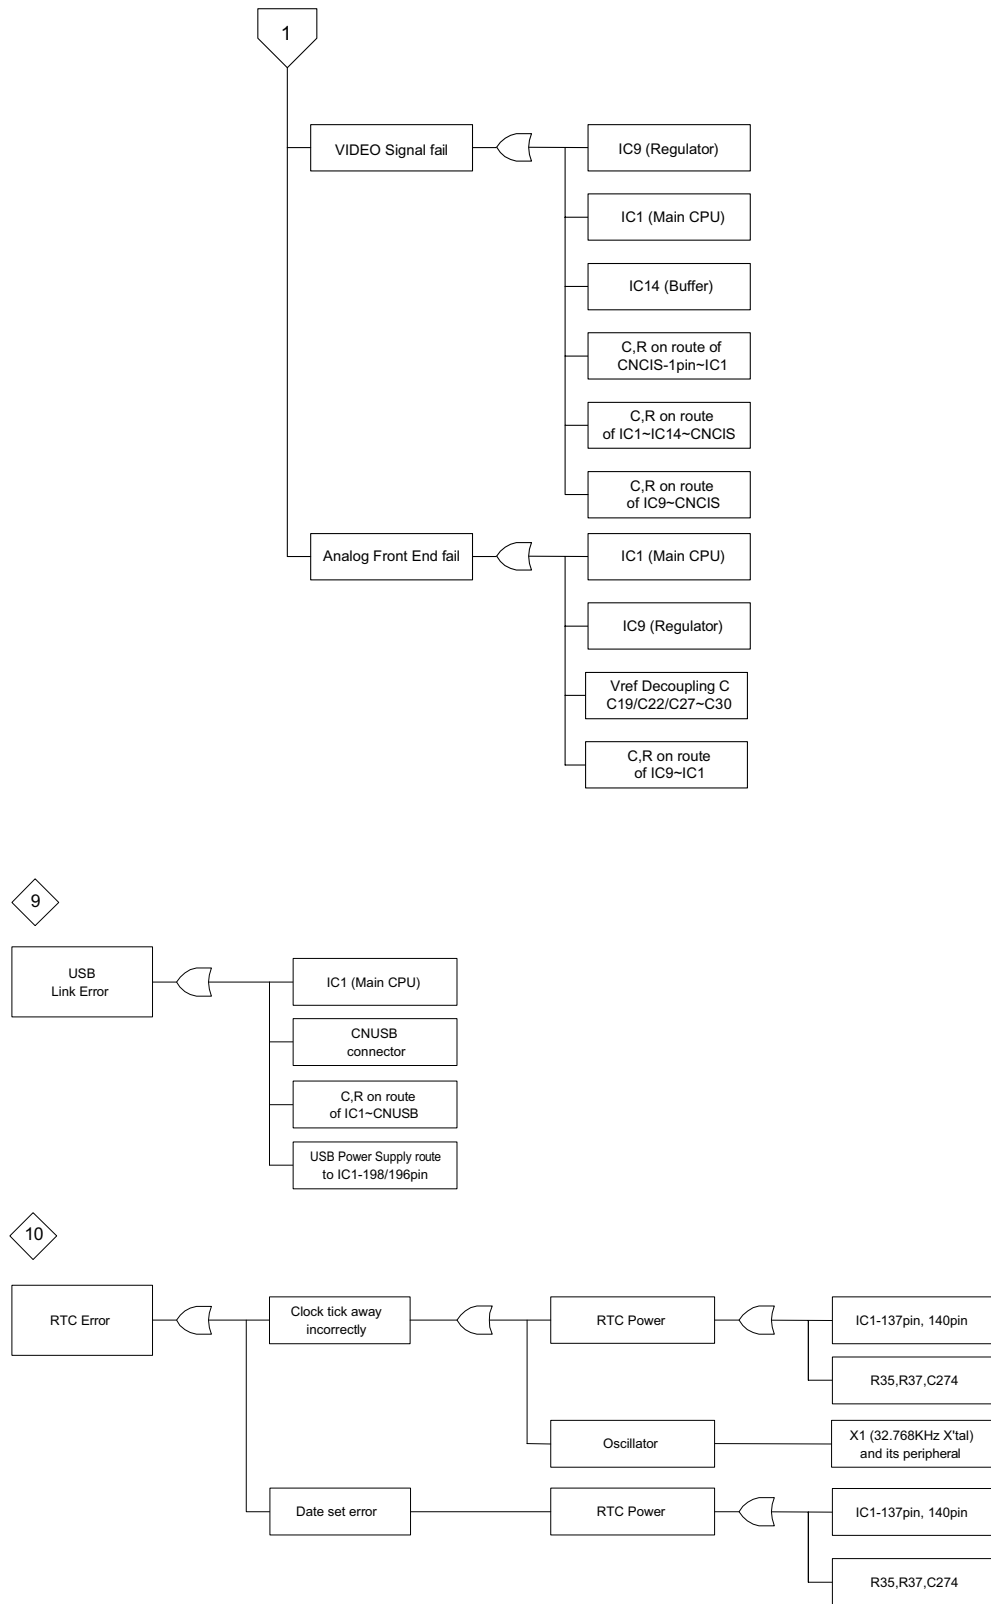 1
VIDEO Signal fail
IC9 (Regulator)
IC1 (Main CPU)
IC14 (Buffer)
C,R on route of
CNCIS-1pin~IC1
C,R on route
of IC1~IC14~CNCIS
C,R on route
of IC9~CNCIS
Analog Front End fail
IC1 (Main CPU)
IC9 (Regulator)
Vref Decoupling C
C19/C22/C27~C30
C,R on route
of IC9~IC1
9
USB
Link Error
IC1 (Main CPU)
CNUSB
connector
C,R on route
of IC1~CNUSB
USB Power Supply route
to IC1-198/196pin
10
RTC Error
Clock tick away
incorrectly
RTC Power
IC1-137pin, 140pin
R35,R37,C274
Oscillator
X1 (32.768KHz X'tal)
and its peripheral
Date set error
RTC Power
IC1-137pin, 140pin
R35,R37,C274